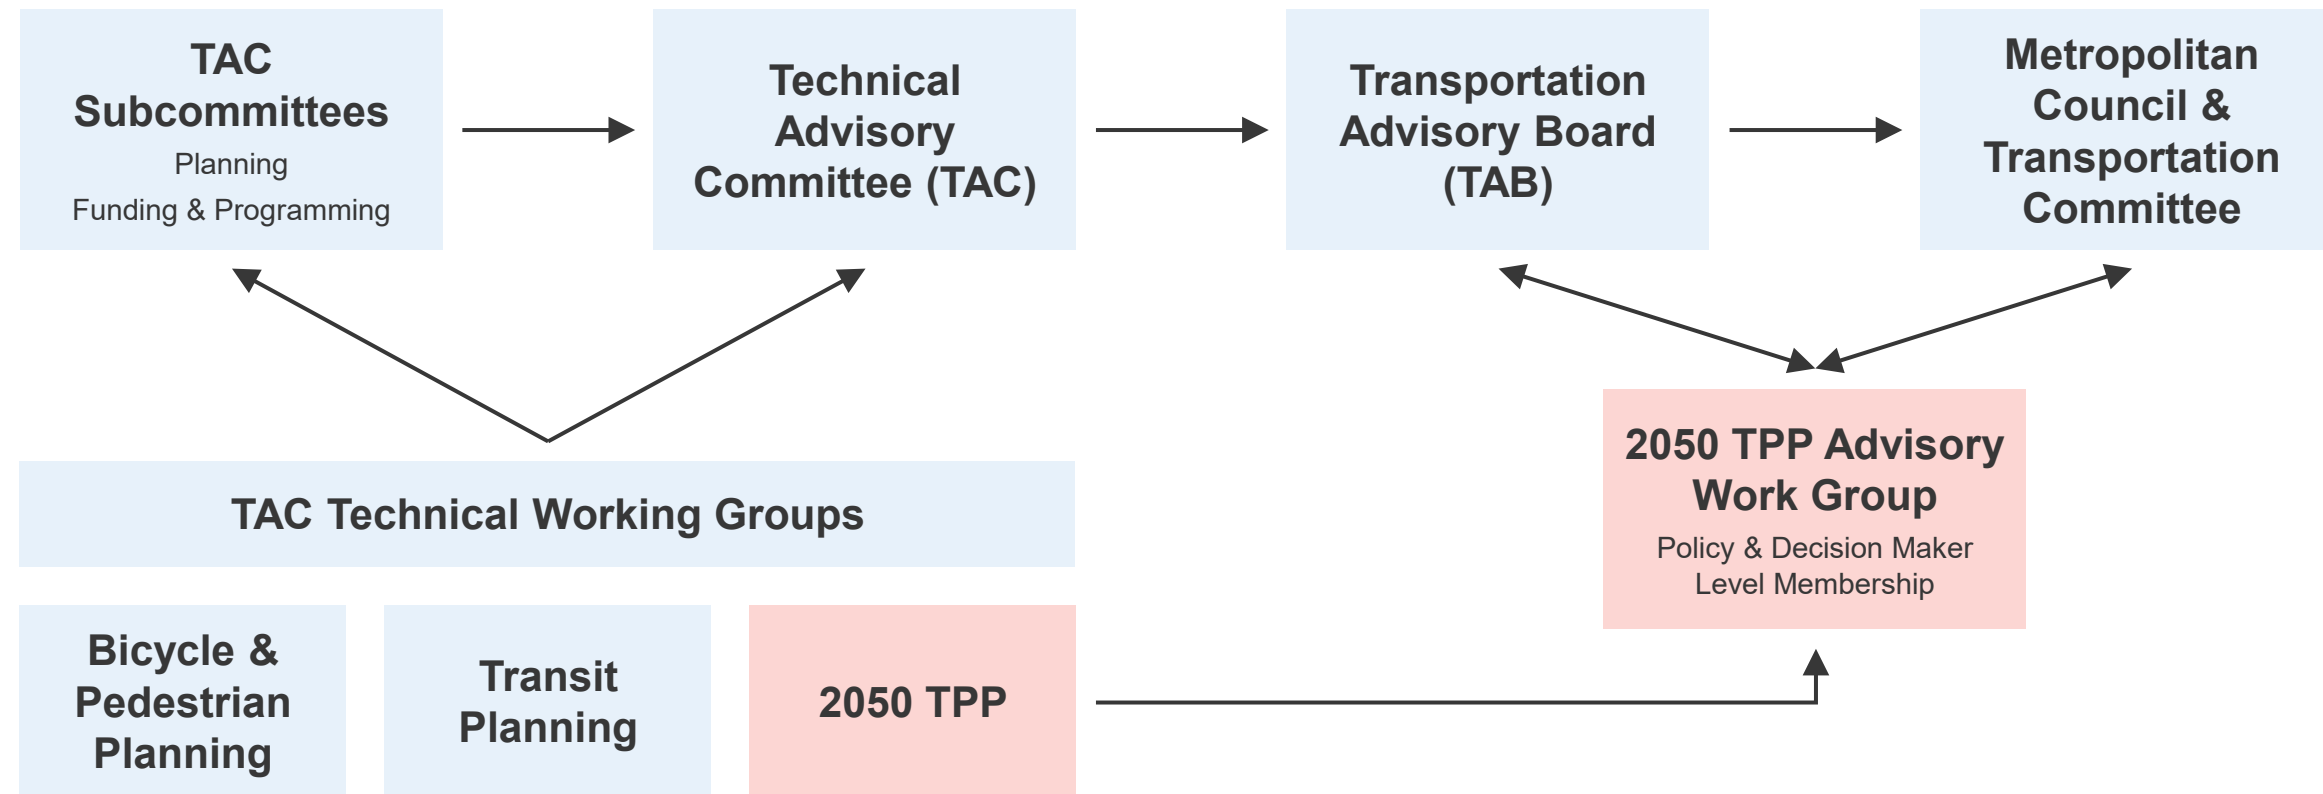 TAC
Subcommittees
Planning
Funding & Programming
Technical
Advisory
Committee (TAC)
Transportation
Advisory Board
(TAB)
Metropolitan
Council &
Transportation
Committee
TAC Technical Working Groups
2050 TPP Advisory
Work Group
Policy & Decision Maker
Level Membership
Bicycle &
Pedestrian
Planning
Transit
Planning
2050 TPP